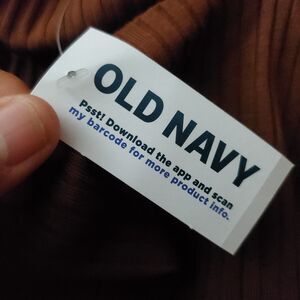 OLD NAVY
Psst! Download the app and scan
my barcode for more product info.